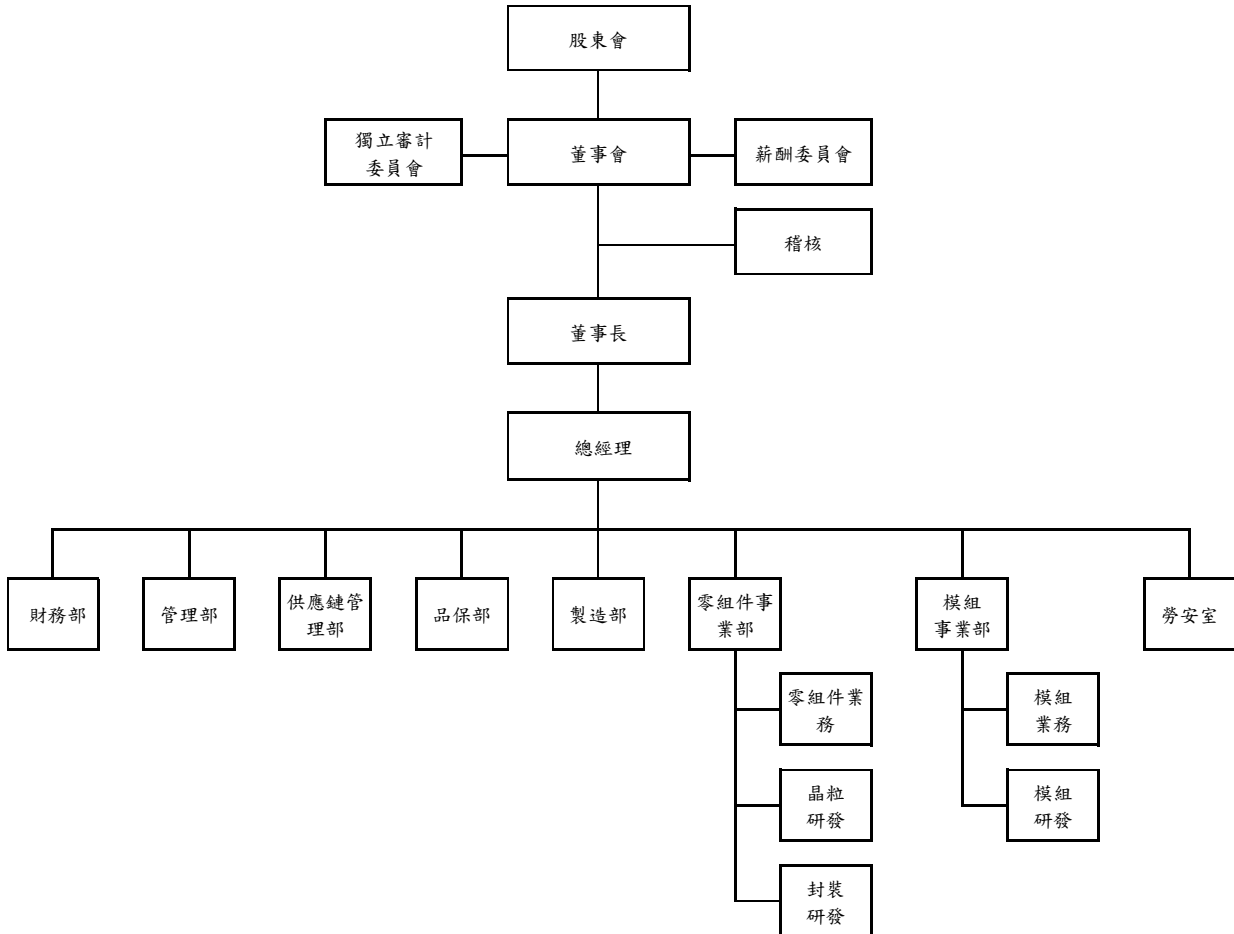 股東會
獨立審計
委員會
董事會
薪酬委員會
稽核
董事長
總經理
財務部
管理部
供應鏈管
理部
品保部
製造部
零組件事
業部
模組
事業部
勞安室
零組件業
務
模組
業務
晶粒
研發
模組
研發
封裝
研發